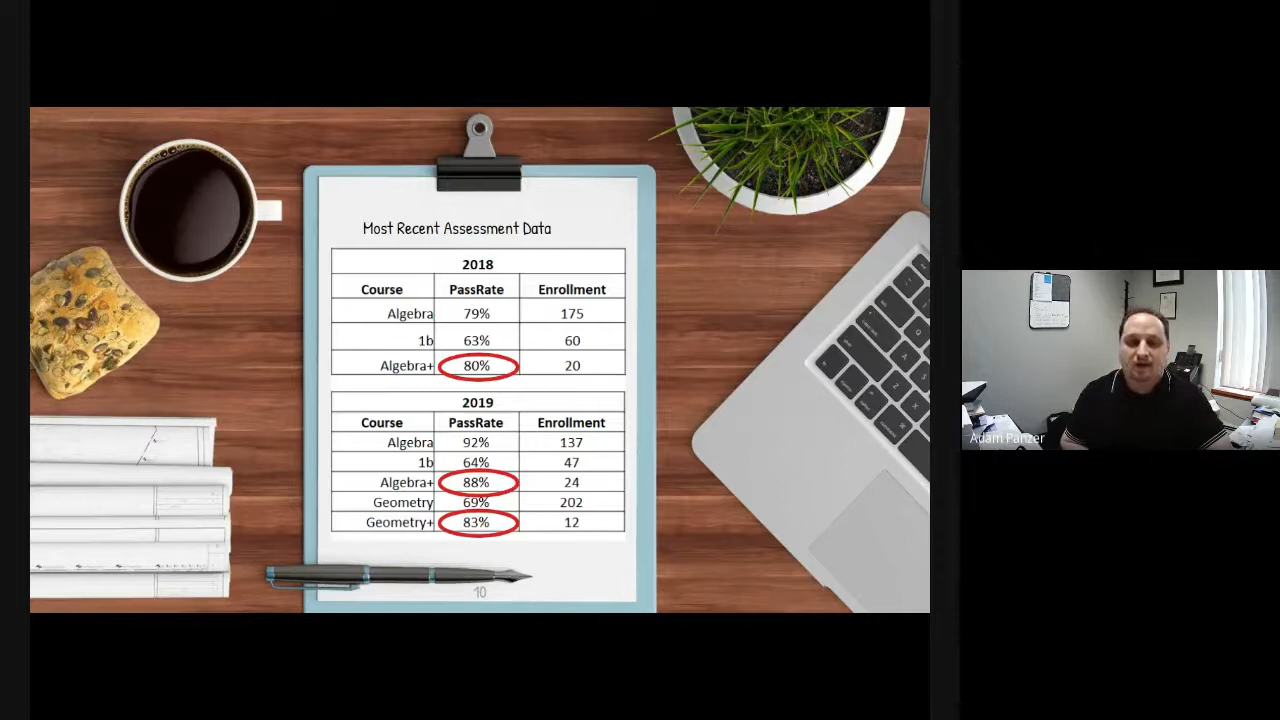 Most Recent Assessment Data
2018
Course PassRate Enrollment
Algebra 79% 175
1b 63% 60
Algebra+ 80% 20
2019
Course PassRate Enrollment
Algebra 92% 137
1b 64% 47
Algebra+ 88% 24
Geometry 69% 202
Geometry+ 83% 12
10
Adam Panzer